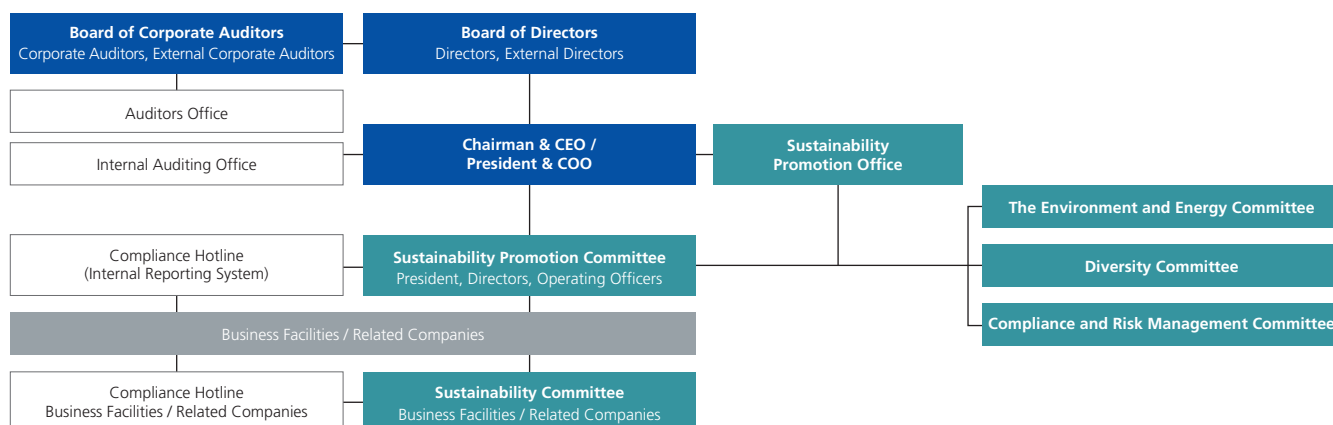 Board of Corporate Auditors
Corporate Auditors, External Corporate Auditors
Board of Directors
Directors, External Directors
Auditors Office
Internal Auditing Office
Chairman & CEO /
President & COO
Sustainability
Promotion Office
The Environment and Energy Committee
Compliance Hotline
(Internal Reporting System)
Sustainability Promotion Committee
President, Directors, Operating Officers
Diversity Committee
Compliance and Risk Management Committee
Business Facilities / Related Companies
Compliance Hotline
Business Facilities / Related Companies
Sustainability Committee
Business Facilities / Related Companies